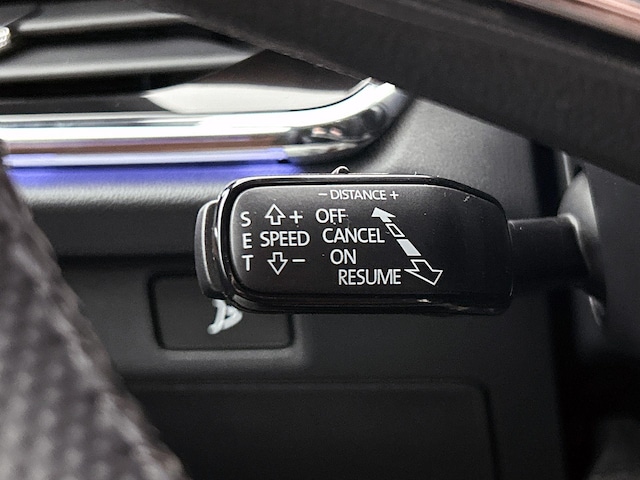 − DISTANCE +
S + OFF
E SPEED CANCEL
T − ON
RESUME